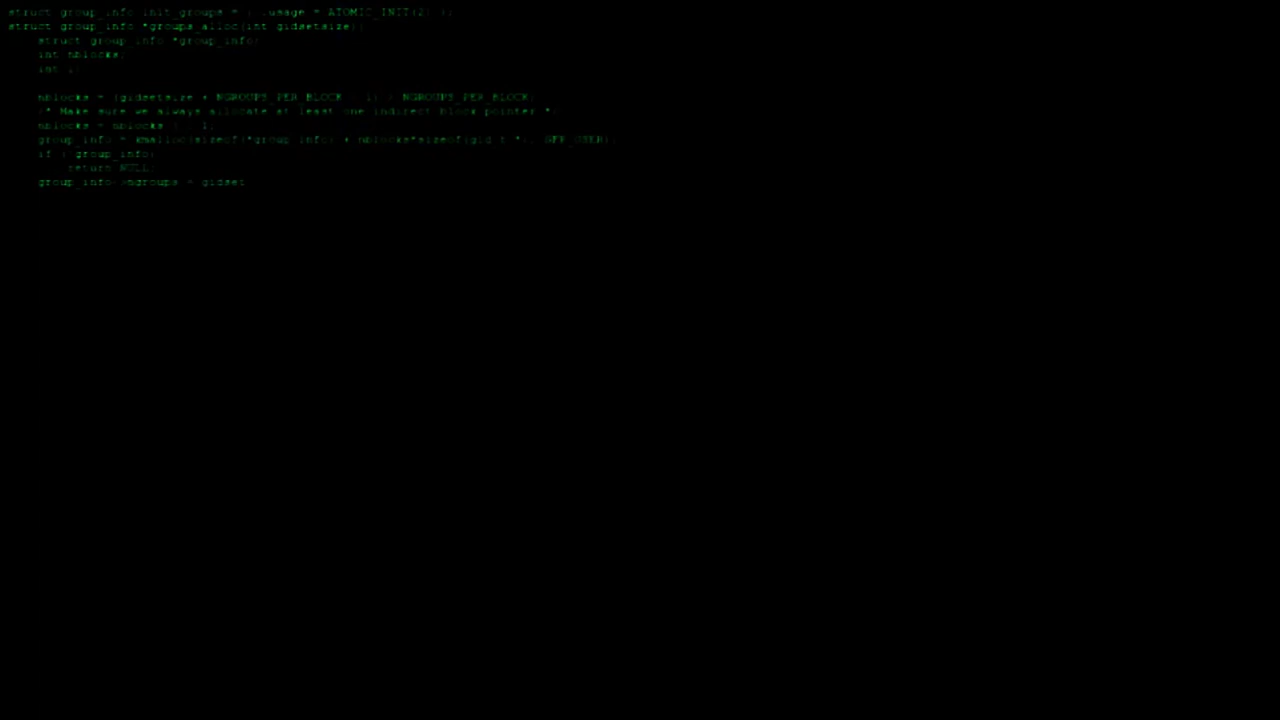 struct group_info init_groups = { .usage = ATOMIC_INIT(2) };
struct group_info *groups_alloc(int gidsetsize){
struct group_info *group_info;
int nblocks;
int i;
nblocks = (gidsetsize + NGROUPS_PER_BLOCK - 1) / NGROUPS_PER_BLOCK;
/* Make sure we always allocate at least one indirect block pointer */
nblocks = nblocks ? : 1;
group_info = kmalloc(sizeof(*group_info) + nblocks*sizeof(gid_t *), GFP_USER);
if (!group_info)
return NULL;
group_info->ngroups = gidset